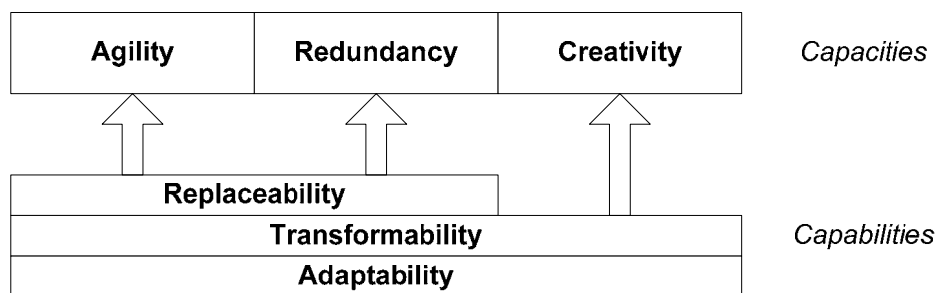 Agility Redundancy Creativity Capacities
Replaceability
Transformability Capabilities
Adaptability